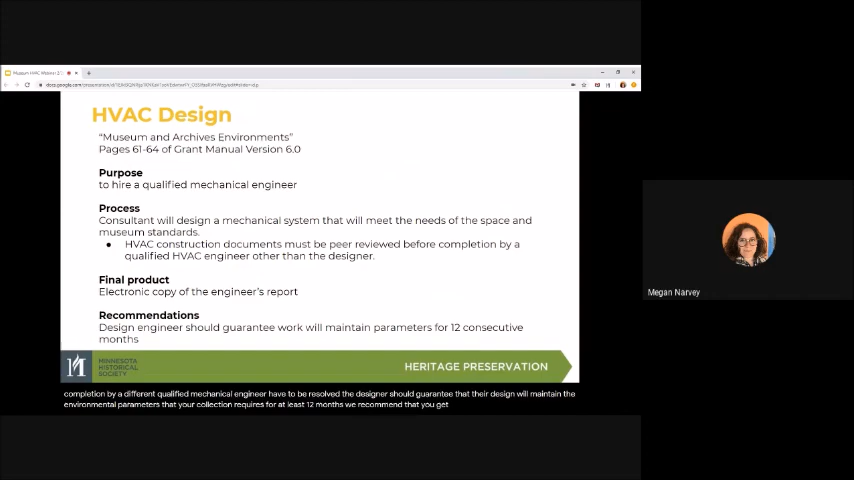 Museum HVAC Webinar
HVAC Design
“Museum and Archives Environments”
Pages 61-64 of Grant Manual Version 6.0
Purpose
to hire a qualified mechanical engineer
Process
Consultant will design a mechanical system that will meet the needs of the space and
museum standards.
● HVAC construction documents must be peer reviewed before completion by a
qualified HVAC engineer other than the designer.
Final product
Electronic copy of the engineer’s report
Recommendations
Design engineer should guarantee work will maintain parameters for 12 consecutive
months
MINNESOTA
HISTORICAL
SOCIETY
HERITAGE PRESERVATION
completion by a different qualified mechanical engineer have to be resolved the designer should guarantee that their design will maintain the
environmental parameters that your collection requires for at least 12 months we recommend that you get
Megan Narvey